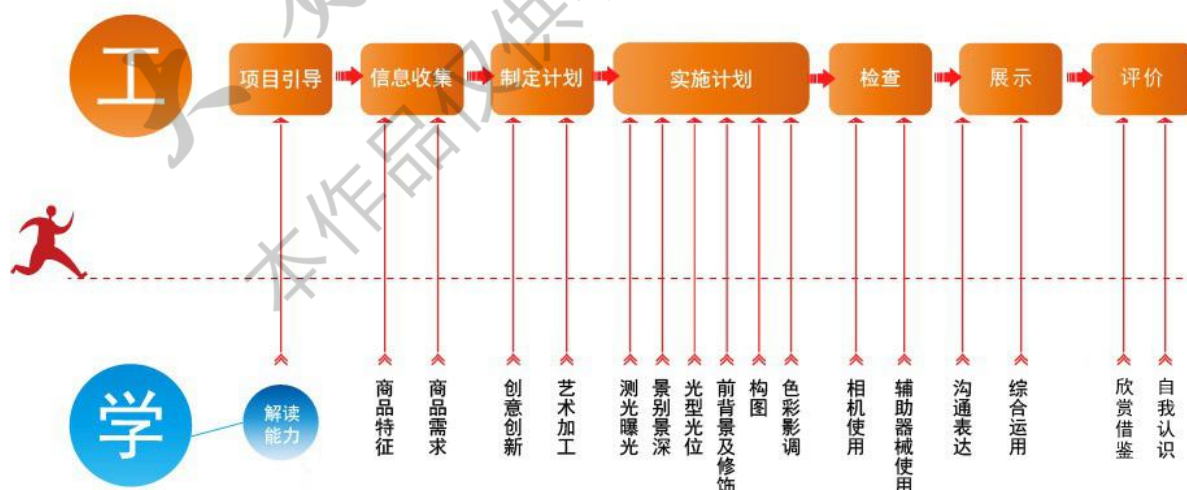 工
项目引导
信息收集
制定计划
实施计划
检查
展示
评价
本作品仅供
学
解读
能力
商品特征
商品需求
创意创新
艺术加工
测光曝光
景别景深
光型光位
前背景及修饰
构图
色彩影调
相机使用
辅助器械使用
沟通表达
综合运用
欣赏借鉴
自我认识